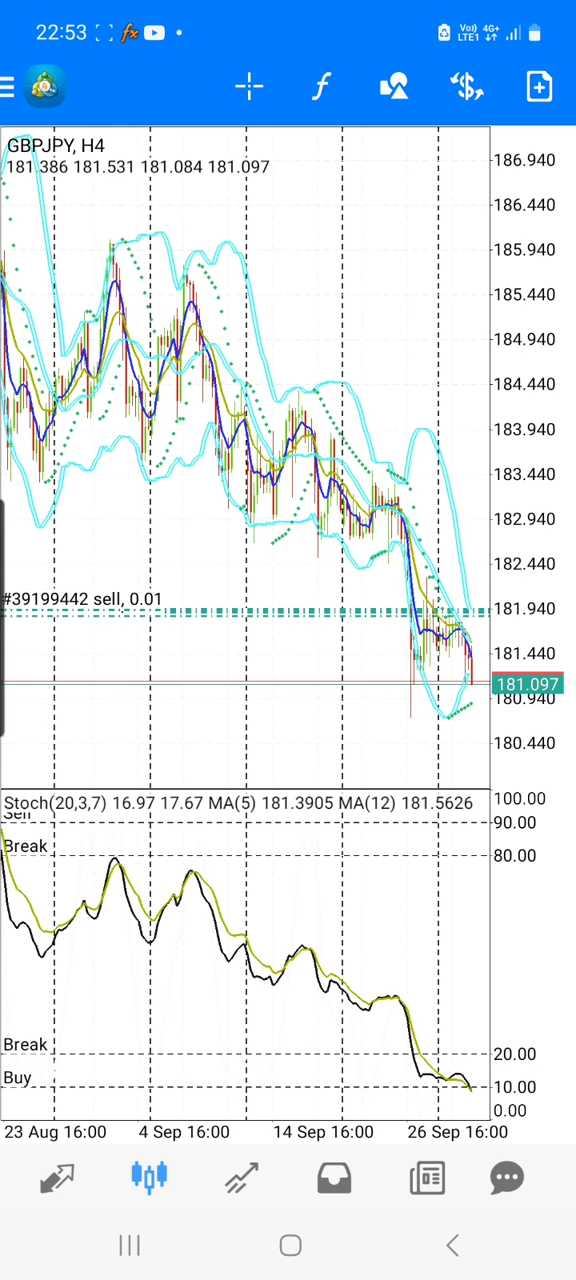 22:53
Vo)) 4G+
LTE1
GBPJPY, H4
181.386 181.531 181.084 181.097
186.940
186.440
185.940
185.440
184.940
184.440
183.940
183.440
182.940
182.440
#39199442 sell, 0.01
181.940
181.440
181.097
180.940
180.440
Stoch(20,3,7) 16.97 17.67 MA(5) 181.3905 MA(12) 181.5626
100.00
Sell
90.00
Break
80.00
Break
20.00
Buy
10.00
0.00
23 Aug 16:00
4 Sep 16:00
14 Sep 16:00
26 Sep 16:00